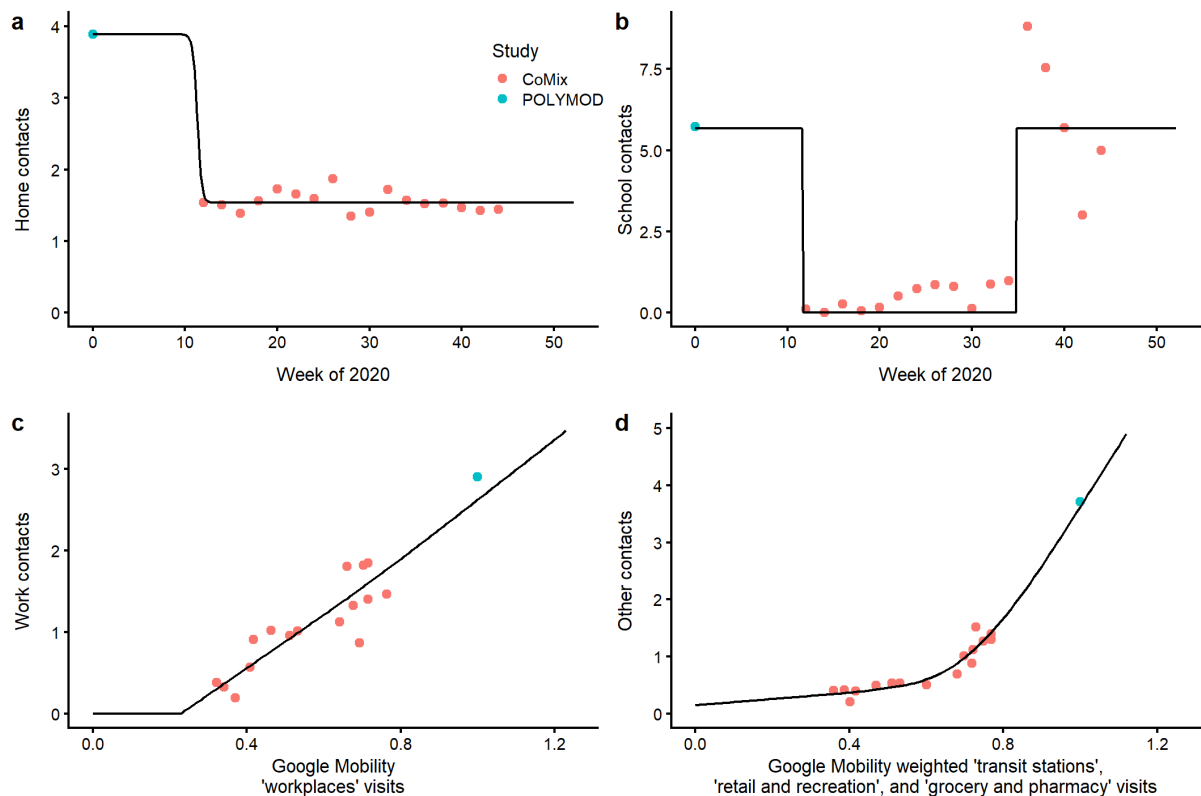 a
Home contacts
4
3
2
1
0
0 10 20 30 40 50
Week of 2020
Study
CoMix
POLYMOD
b
School contacts
7.5
5.0
2.5
0.0
0 10 20 30 40 50
Week of 2020
c
Work contacts
3
2
1
0
0.0 0.4 0.8 1.2
Google Mobility
'workplaces' visits
d
Other contacts
5
4
3
2
1
0
0.0 0.4 0.8 1.2
Google Mobility weighted 'transit stations',
'retail and recreation', and 'grocery and pharmacy' visits